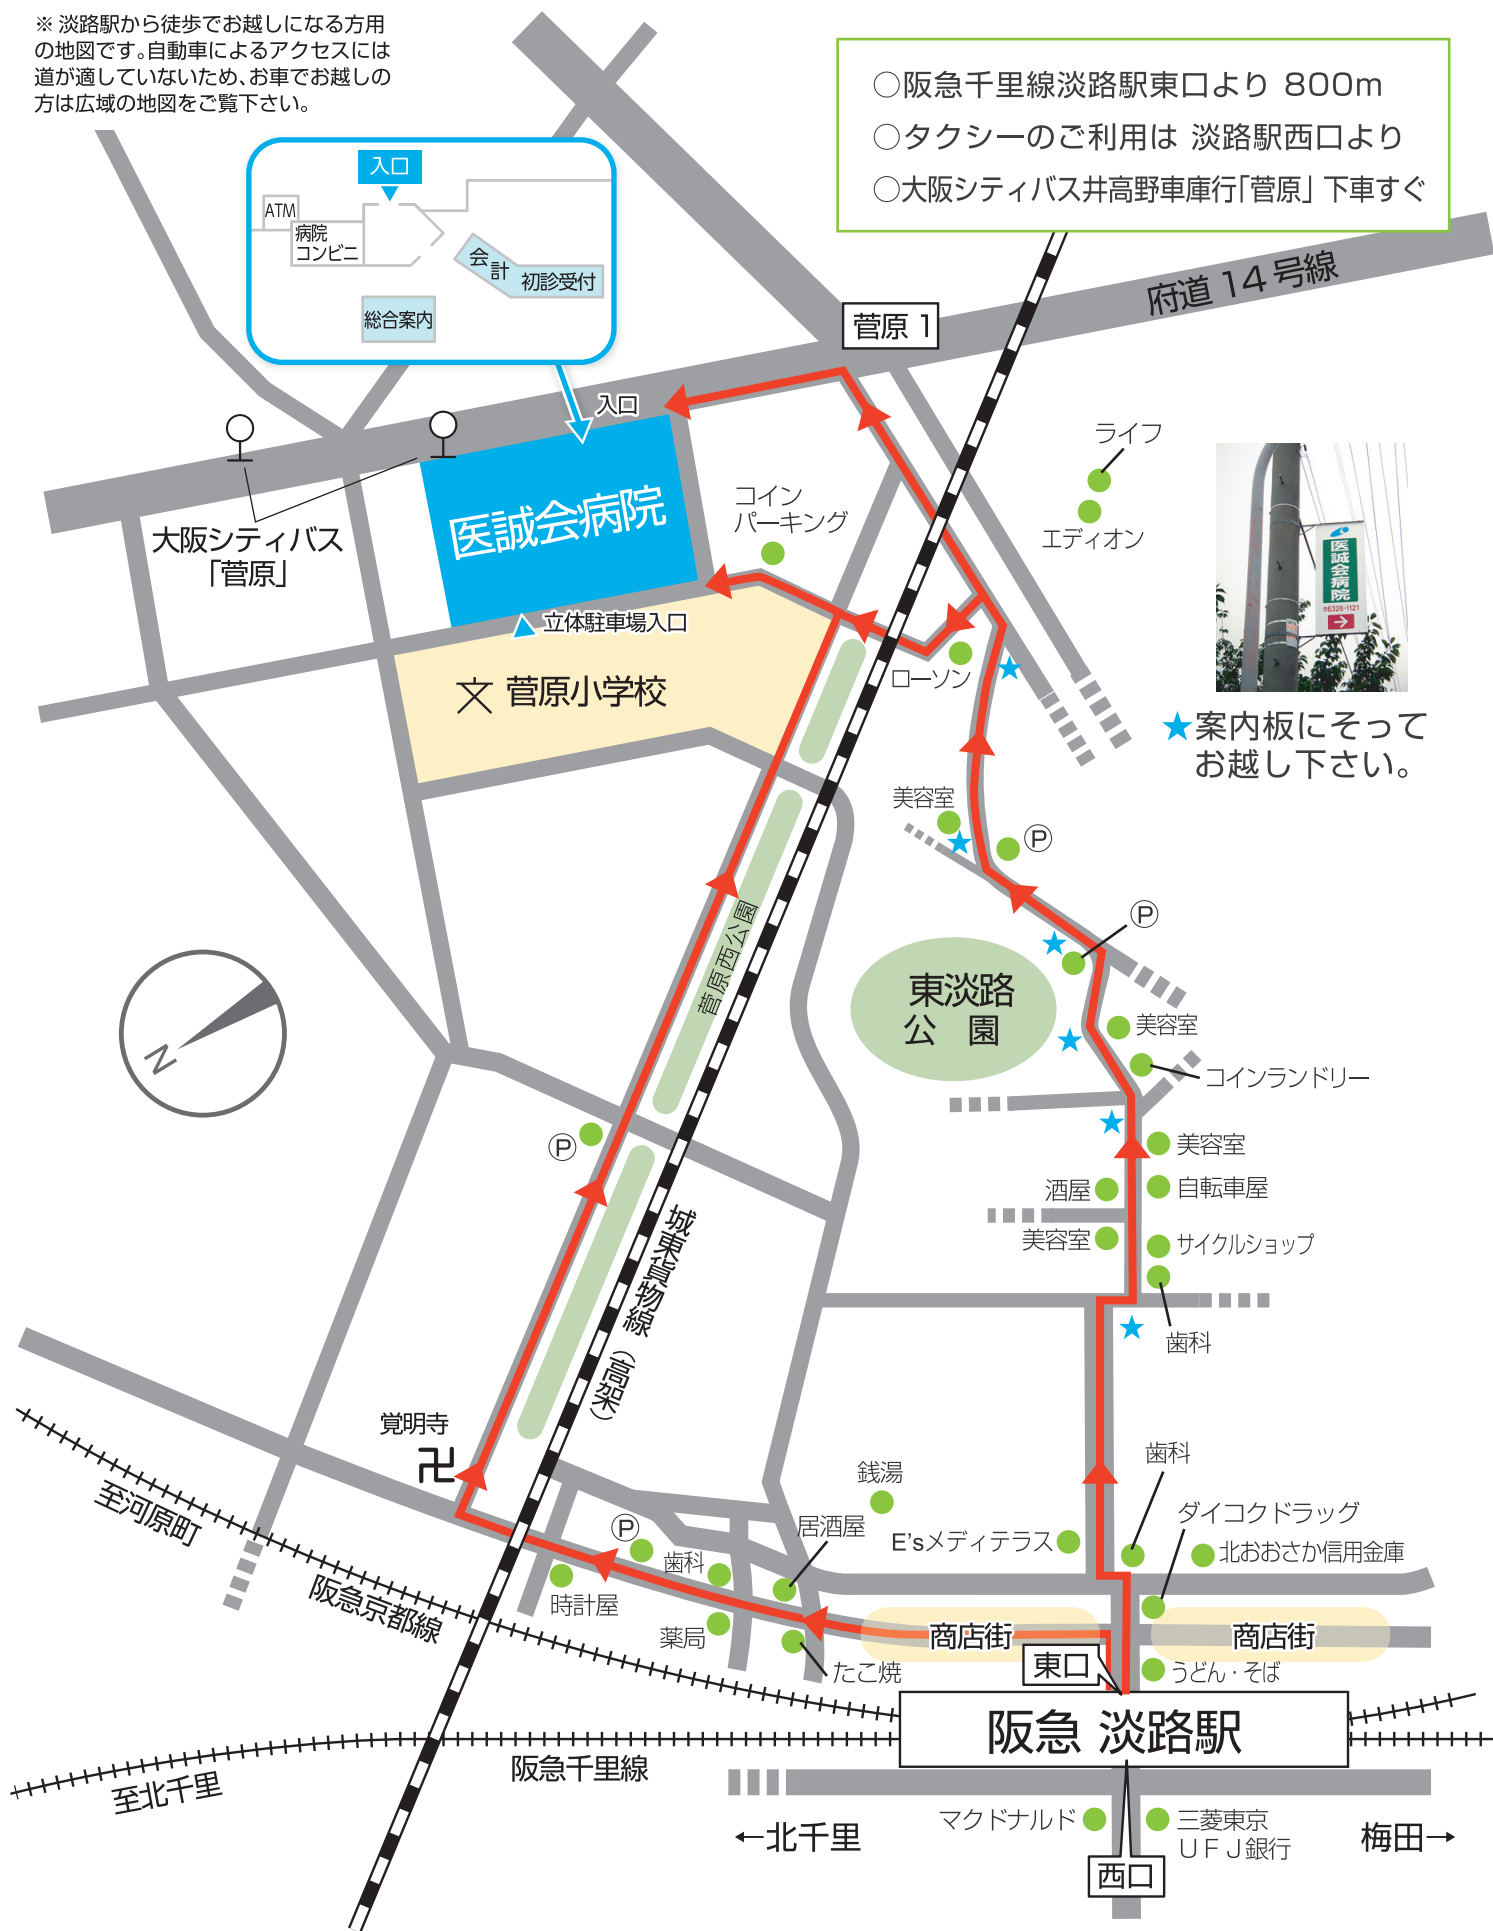 ※ 淡路駅から徒歩でお越しになる方用
の地図です。自動車によるアクセスには
道が適していないため、お車でお越しの
方は広域の地図をご覧下さい。
○阪急千里線淡路駅東口より 800m
○タクシーのご利用は 淡路駅西口より
○大阪シティバス井高野車庫行「菅原」下車すぐ
入口
ATM
病院
コンビニ
会計
初診受付
総合案内
府道 14 号線
菅原 1
入口
大阪シティバス
「菅原」
医誠会病院
コイン
パーキング
ライフ
エディオン
医誠会病院
☎6326-1121
立体駐車場入口
菅原小学校
ローソン
★案内板にそって
お越し下さい。
美容室
P
P
菅原西公園
東淡路
公 園
N
美容室
コインランドリー
P
美容室
酒屋
自転車屋
美容室
サイクルショップ
歯科
城東貨物線(高架)
覚明寺
卍
至河原町
阪急京都線
P
歯科
時計屋
薬局
居酒屋
たこ焼
銭湯
E'sメディテラス
歯科
ダイコクドラッグ
北おおさか信用金庫
商店街
商店街
東口
うどん・そば
阪急 淡路駅
阪急千里線
至北千里
←北千里
マクドナルド
三菱東京
UFJ銀行
梅田→
西口